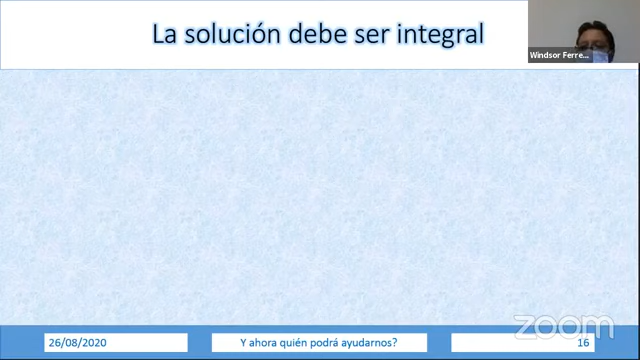 La solución debe ser integral
Windsor Ferre...
26/08/2020
Y ahora quién podrá ayudarnos?
16
zoom